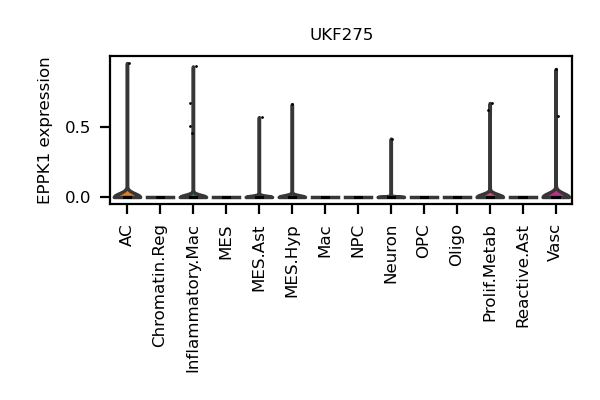 UKF275
EPPK1 expression
0.5
0.0
AC
Chromatin.Reg
Inflammatory.Mac
MES
MES.Ast
MES.Hyp
Mac
NPC
Neuron
OPC
Oligo
Prolif.Metab
Reactive.Ast
Vasc